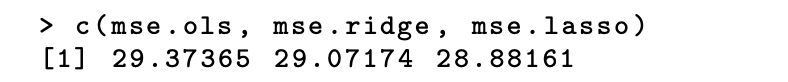 > c(mse.ols, mse.ridge, mse.lasso)
[1] 29.37365 29.07174 28.88161